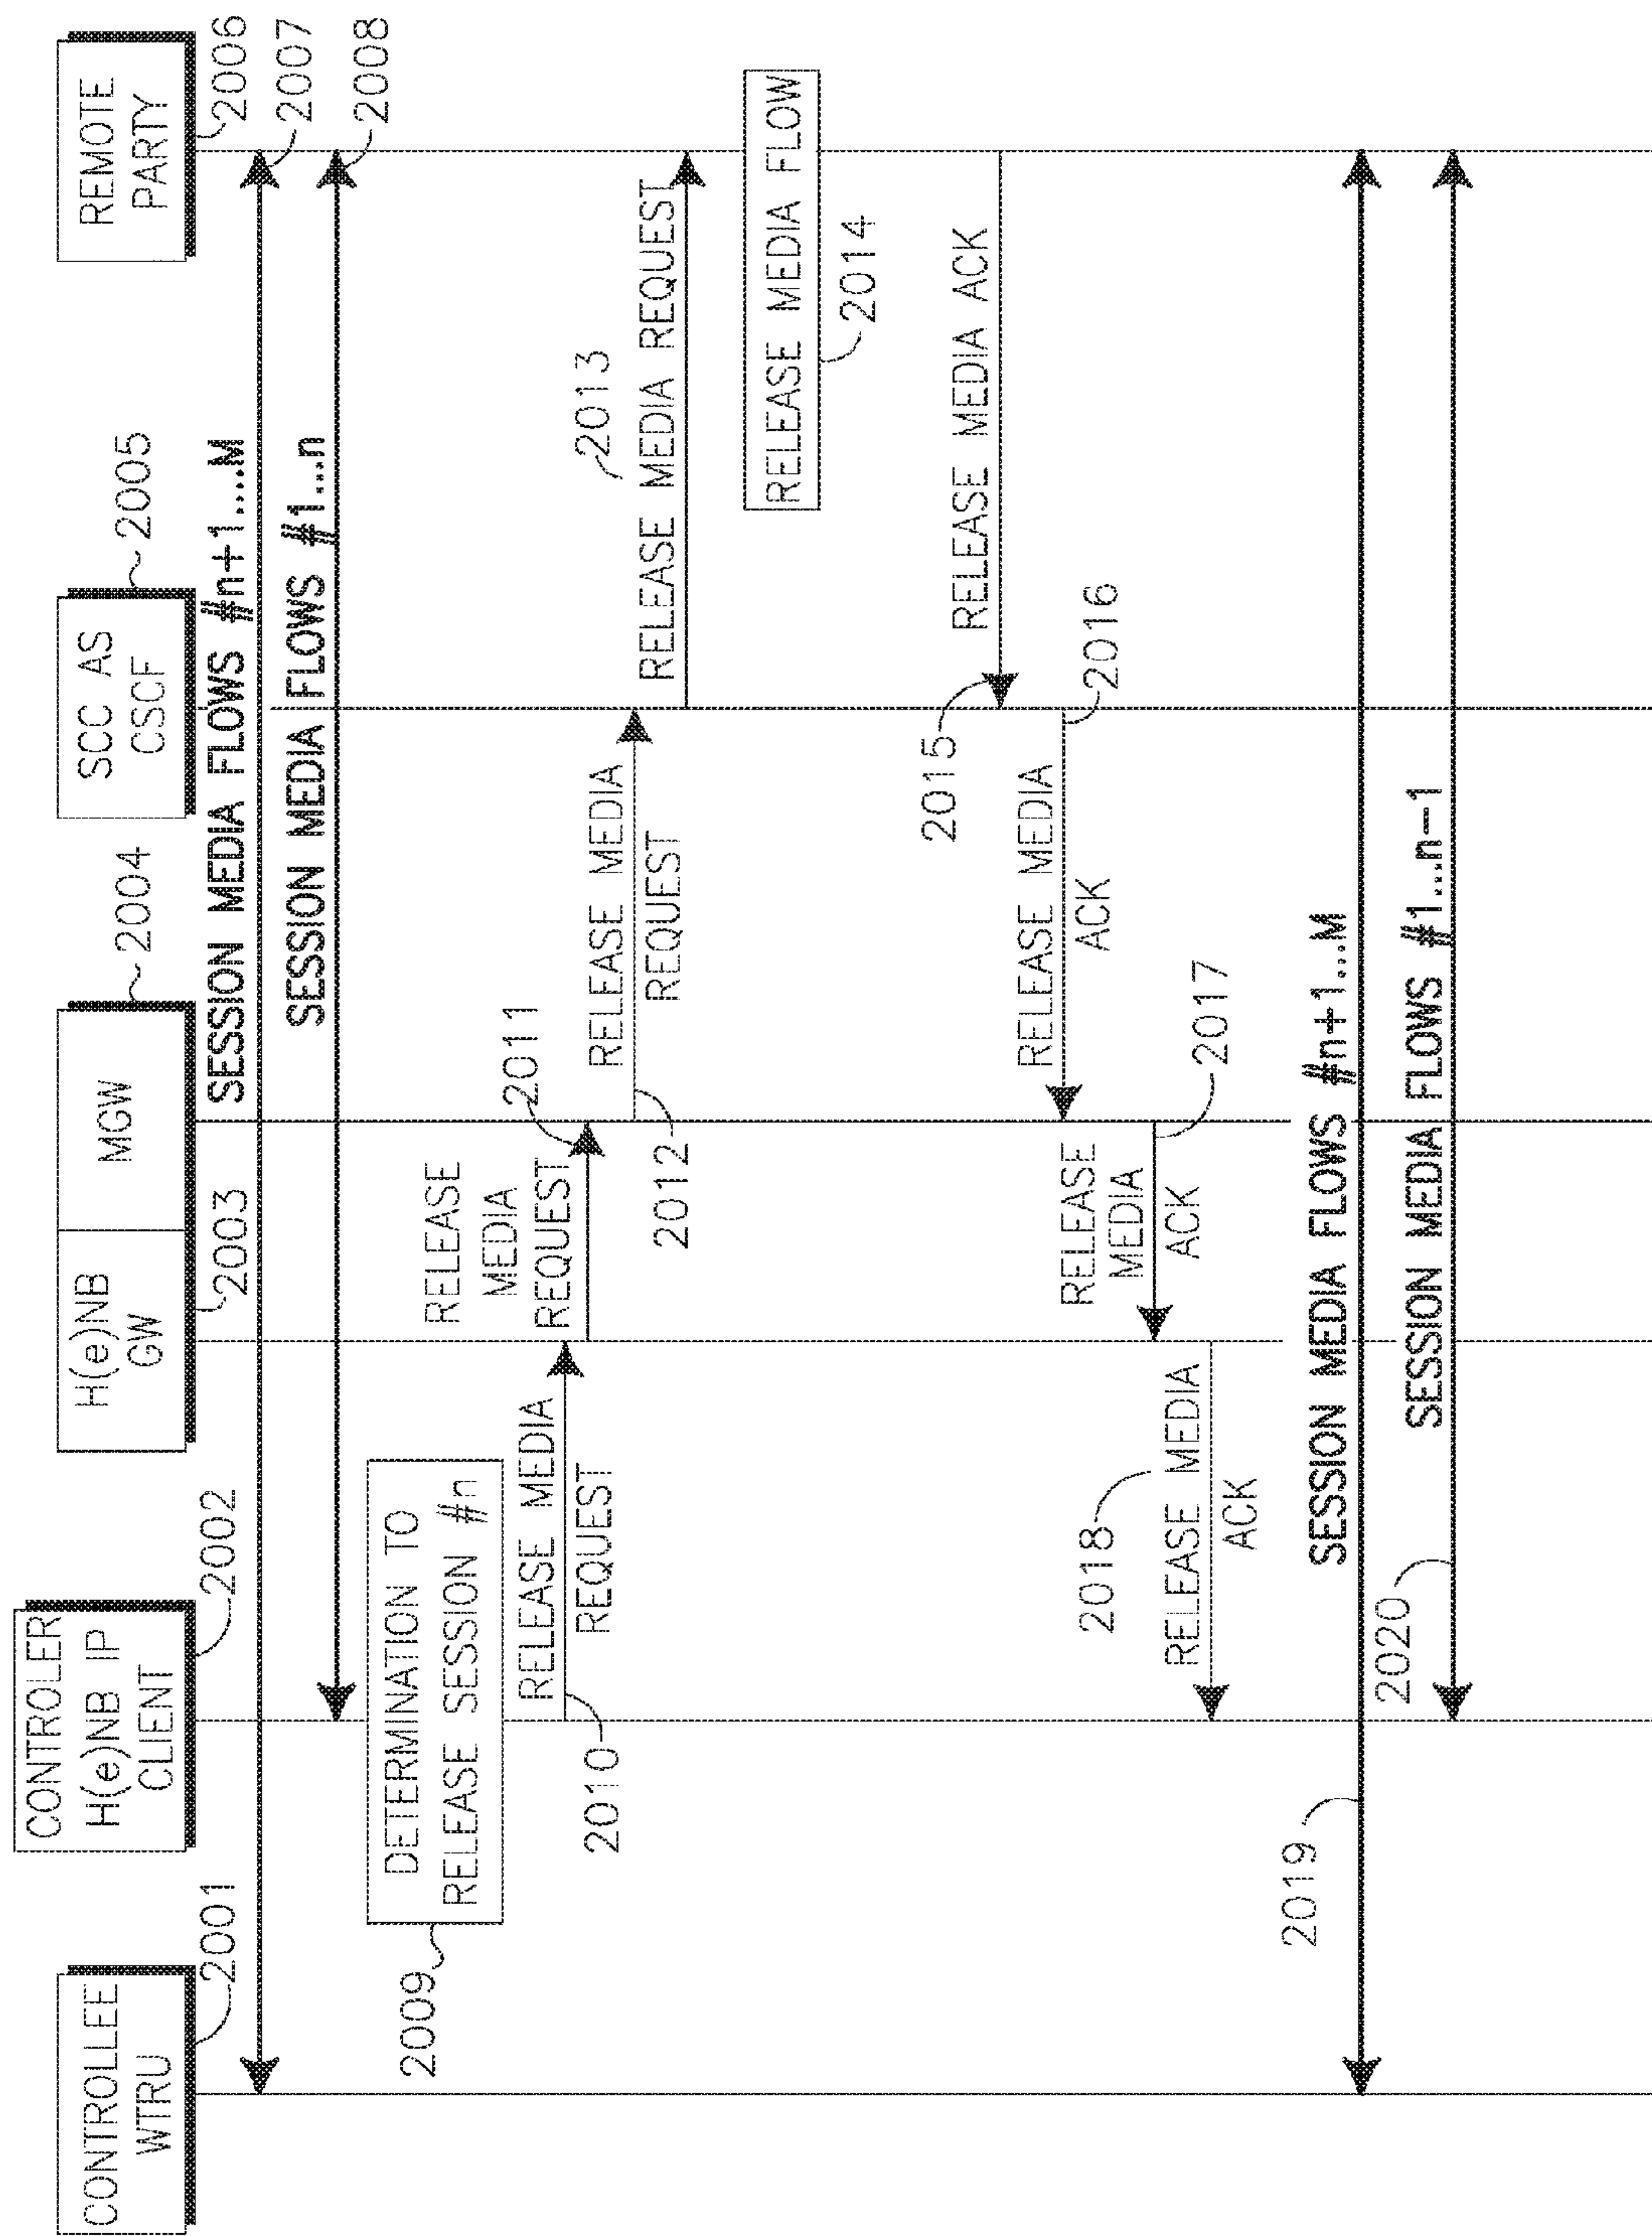 CONTROLLEE
WTRU
2001
CONTROLER
H(e)NB IP
CLIENT
2002
H(e)NB
GW
2003
MGW
2004
SCC AS
CSCF
2005
REMOTE
PARTY
2006
SESSION MEDIA FLOWS #n+1....M
2007
SESSION MEDIA FLOWS #1...n
2008
2009
DETERMINATION TO
RELEASE SESSION #n
RELEASE MEDIA
REQUEST
2010
RELEASE
MEDIA
REQUEST
2011
RELEASE MEDIA
REQUEST
2012
2013
RELEASE MEDIA REQUEST
RELEASE MEDIA FLOW
2014
RELEASE MEDIA ACK
2015
RELEASE MEDIA
ACK
2016
RELEASE
MEDIA
ACK
2017
2018
RELEASE MEDIA
ACK
2019
SESSION MEDIA FLOWS #n+1...M
2020
SESSION MEDIA FLOWS #1...n-1